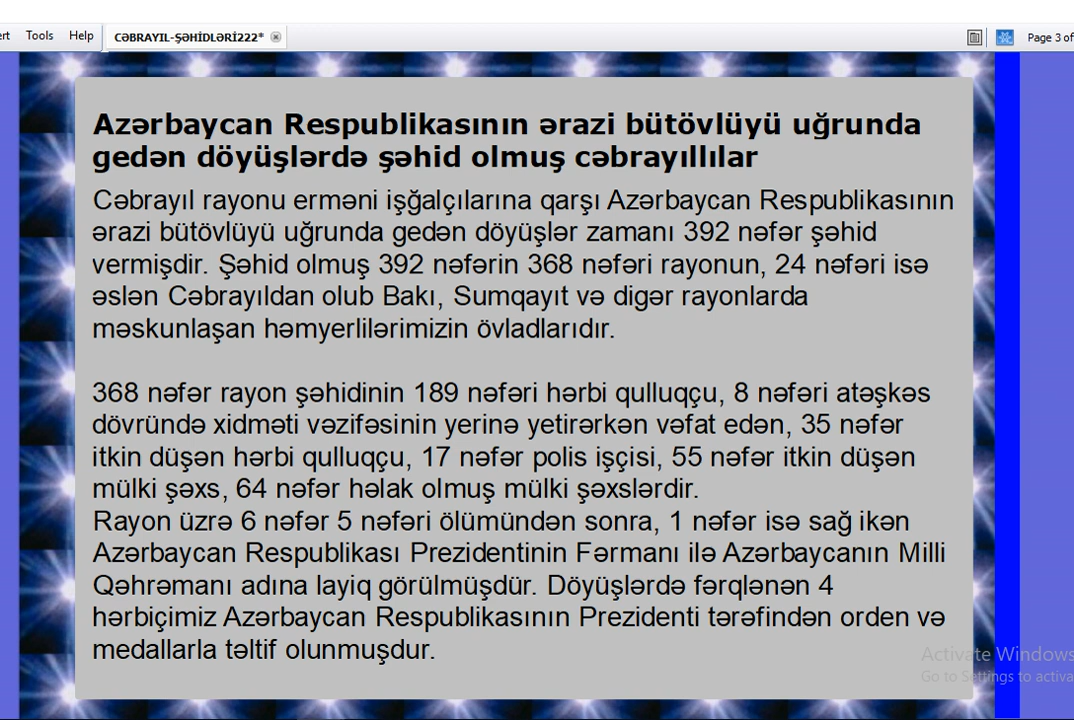 ert Tools Help CƏBRAYIL-ŞƏHİDLƏRİ222* Page 3 of
Azərbaycan Respublikasının ərazi bütövlüyü uğrunda
gedən döyüşlərdə şəhid olmuş cəbrayıllılar
Cəbrayıl rayonu erməni işğalçılarına qarşı Azərbaycan Respublikasının
ərazi bütövlüyü uğrunda gedən döyüşlər zamanı 392 nəfər şəhid
vermişdir. Şəhid olmuş 392 nəfərin 368 nəfəri rayonun, 24 nəfəri isə
əslən Cəbrayıldan olub Bakı, Sumqayıt və digər rayonlarda
məskunlaşan həmyerlilərimizin övladlarıdır.
368 nəfər rayon şəhidinin 189 nəfəri hərbi qulluqçu, 8 nəfəri atəşkəs
dövründə xidməti vəzifəsinin yerinə yetirərkən vəfat edən, 35 nəfər
itkin düşən hərbi qulluqçu, 17 nəfər polis işçisi, 55 nəfər itkin düşən
mülki şəxs, 64 nəfər həlak olmuş mülki şəxslərdir.
Rayon üzrə 6 nəfər 5 nəfəri ölümündən sonra, 1 nəfər isə sağ ikən
Azərbaycan Respublikası Prezidentinin Fərmanı ilə Azərbaycanın Milli
Qəhrəmanı adına layiq görülmüşdür. Döyüşlərdə fərqlənən 4
hərbiçimiz Azərbaycan Respublikasının Prezidenti tərəfindən orden və
medallarla təltif olunmuşdur.
Activate Windows
Go to Settings to activa